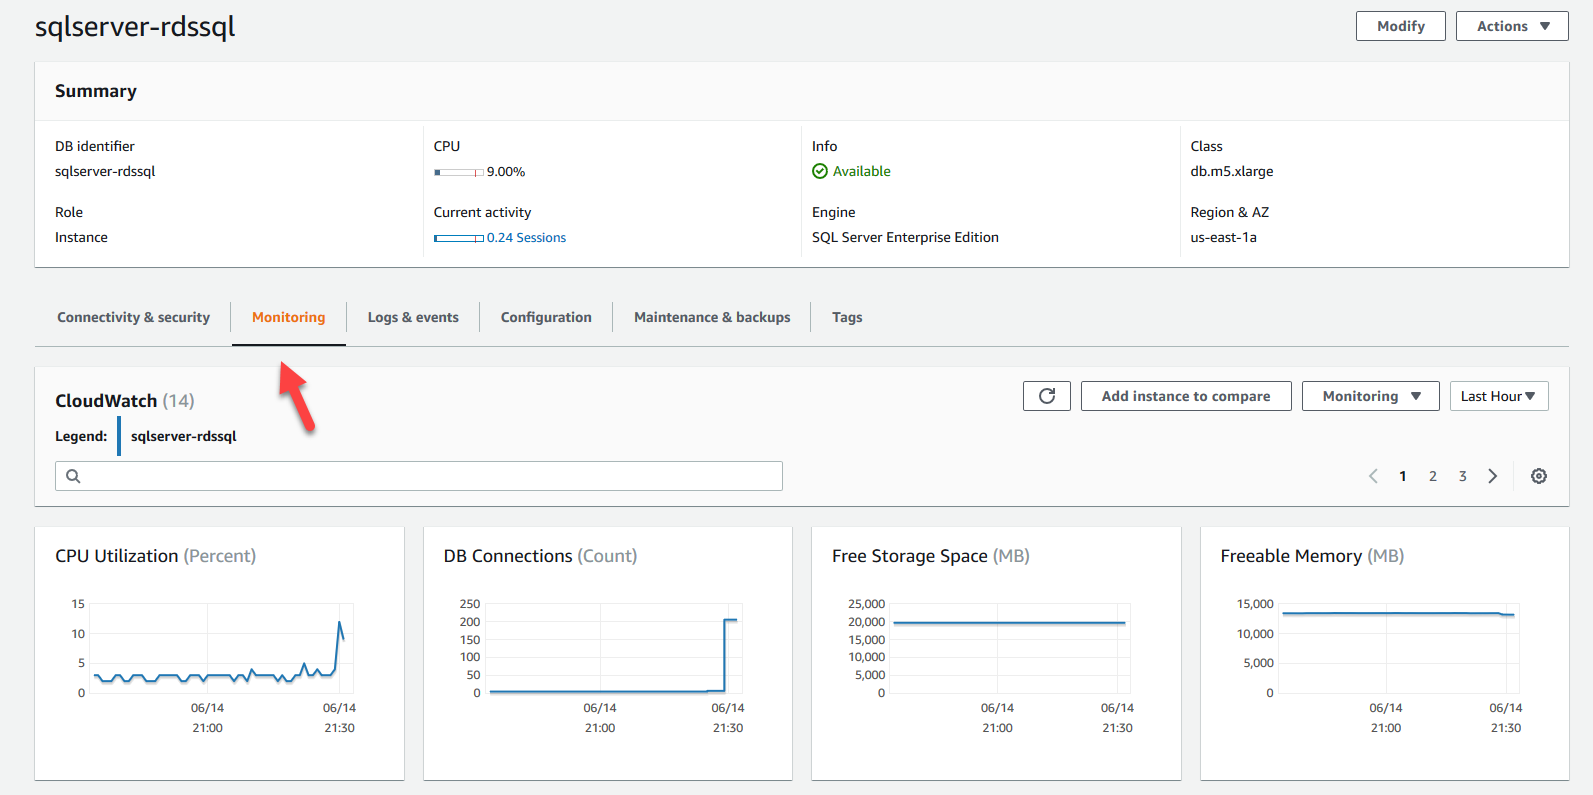 sqlserver-rdssql
Modify
Actions
Summary
DB identifier
sqlserver-rdssql
CPU
9.00%
Info
Available
Class
db.m5.xlarge
Role
Instance
Current activity
0.24 Sessions
Engine
SQL Server Enterprise Edition
Region & AZ
us-east-1a
Connectivity & security
Monitoring
Logs & events
Configuration
Maintenance & backups
Tags
CloudWatch (14)
Add instance to compare
Monitoring
Last Hour
Legend:
sqlserver-rdssql
1 2 3
CPU Utilization (Percent)
15
10
5
0
06/14
21:00
06/14
21:30
DB Connections (Count)
250
200
150
100
50
0
06/14
21:00
06/14
21:30
Free Storage Space (MB)
25,000
20,000
15,000
10,000
5,000
0
06/14
21:00
06/14
21:30
Freeable Memory (MB)
15,000
10,000
5,000
0
06/14
21:00
06/14
21:30